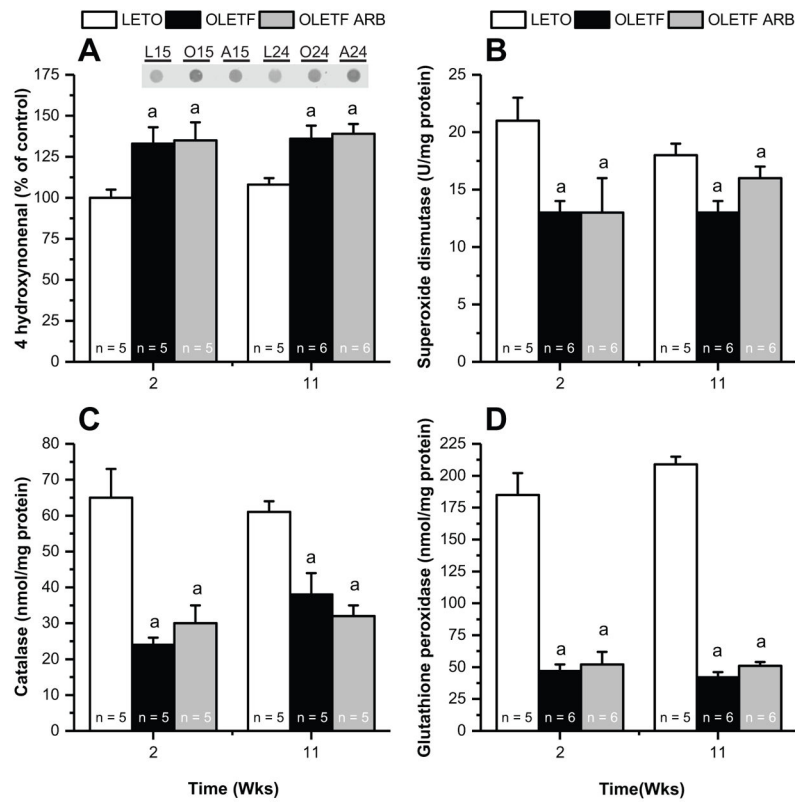 LETO OLETF OLETF ARB
LETO OLETF OLETF ARB
A
L15 O15 A15 L24 O24 A24
4 hydroxynonenal (% of control)
175
150
125
100
75
50
25
0
a a a a
n = 5 n = 5 n = 5 n = 5 n = 6 n = 6
2 11
B
Superoxide dismutase (U/mg protein)
25
20
15
10
5
0
a a a a
n = 5 n = 6 n = 6 n = 5 n = 6 n = 6
2 11
C
Catalase (nmol/mg protein)
80
70
60
50
40
30
20
10
0
a a a a
n = 5 n = 5 n = 5 n = 5 n = 5 n = 5
2 11
Time (Wks)
D
Glutathione peroxidase (nmol/mg protein)
225
200
175
150
125
100
75
50
25
0
a a a a
n = 5 n = 6 n = 6 n = 5 n = 6 n = 6
2 11
Time(Wks)